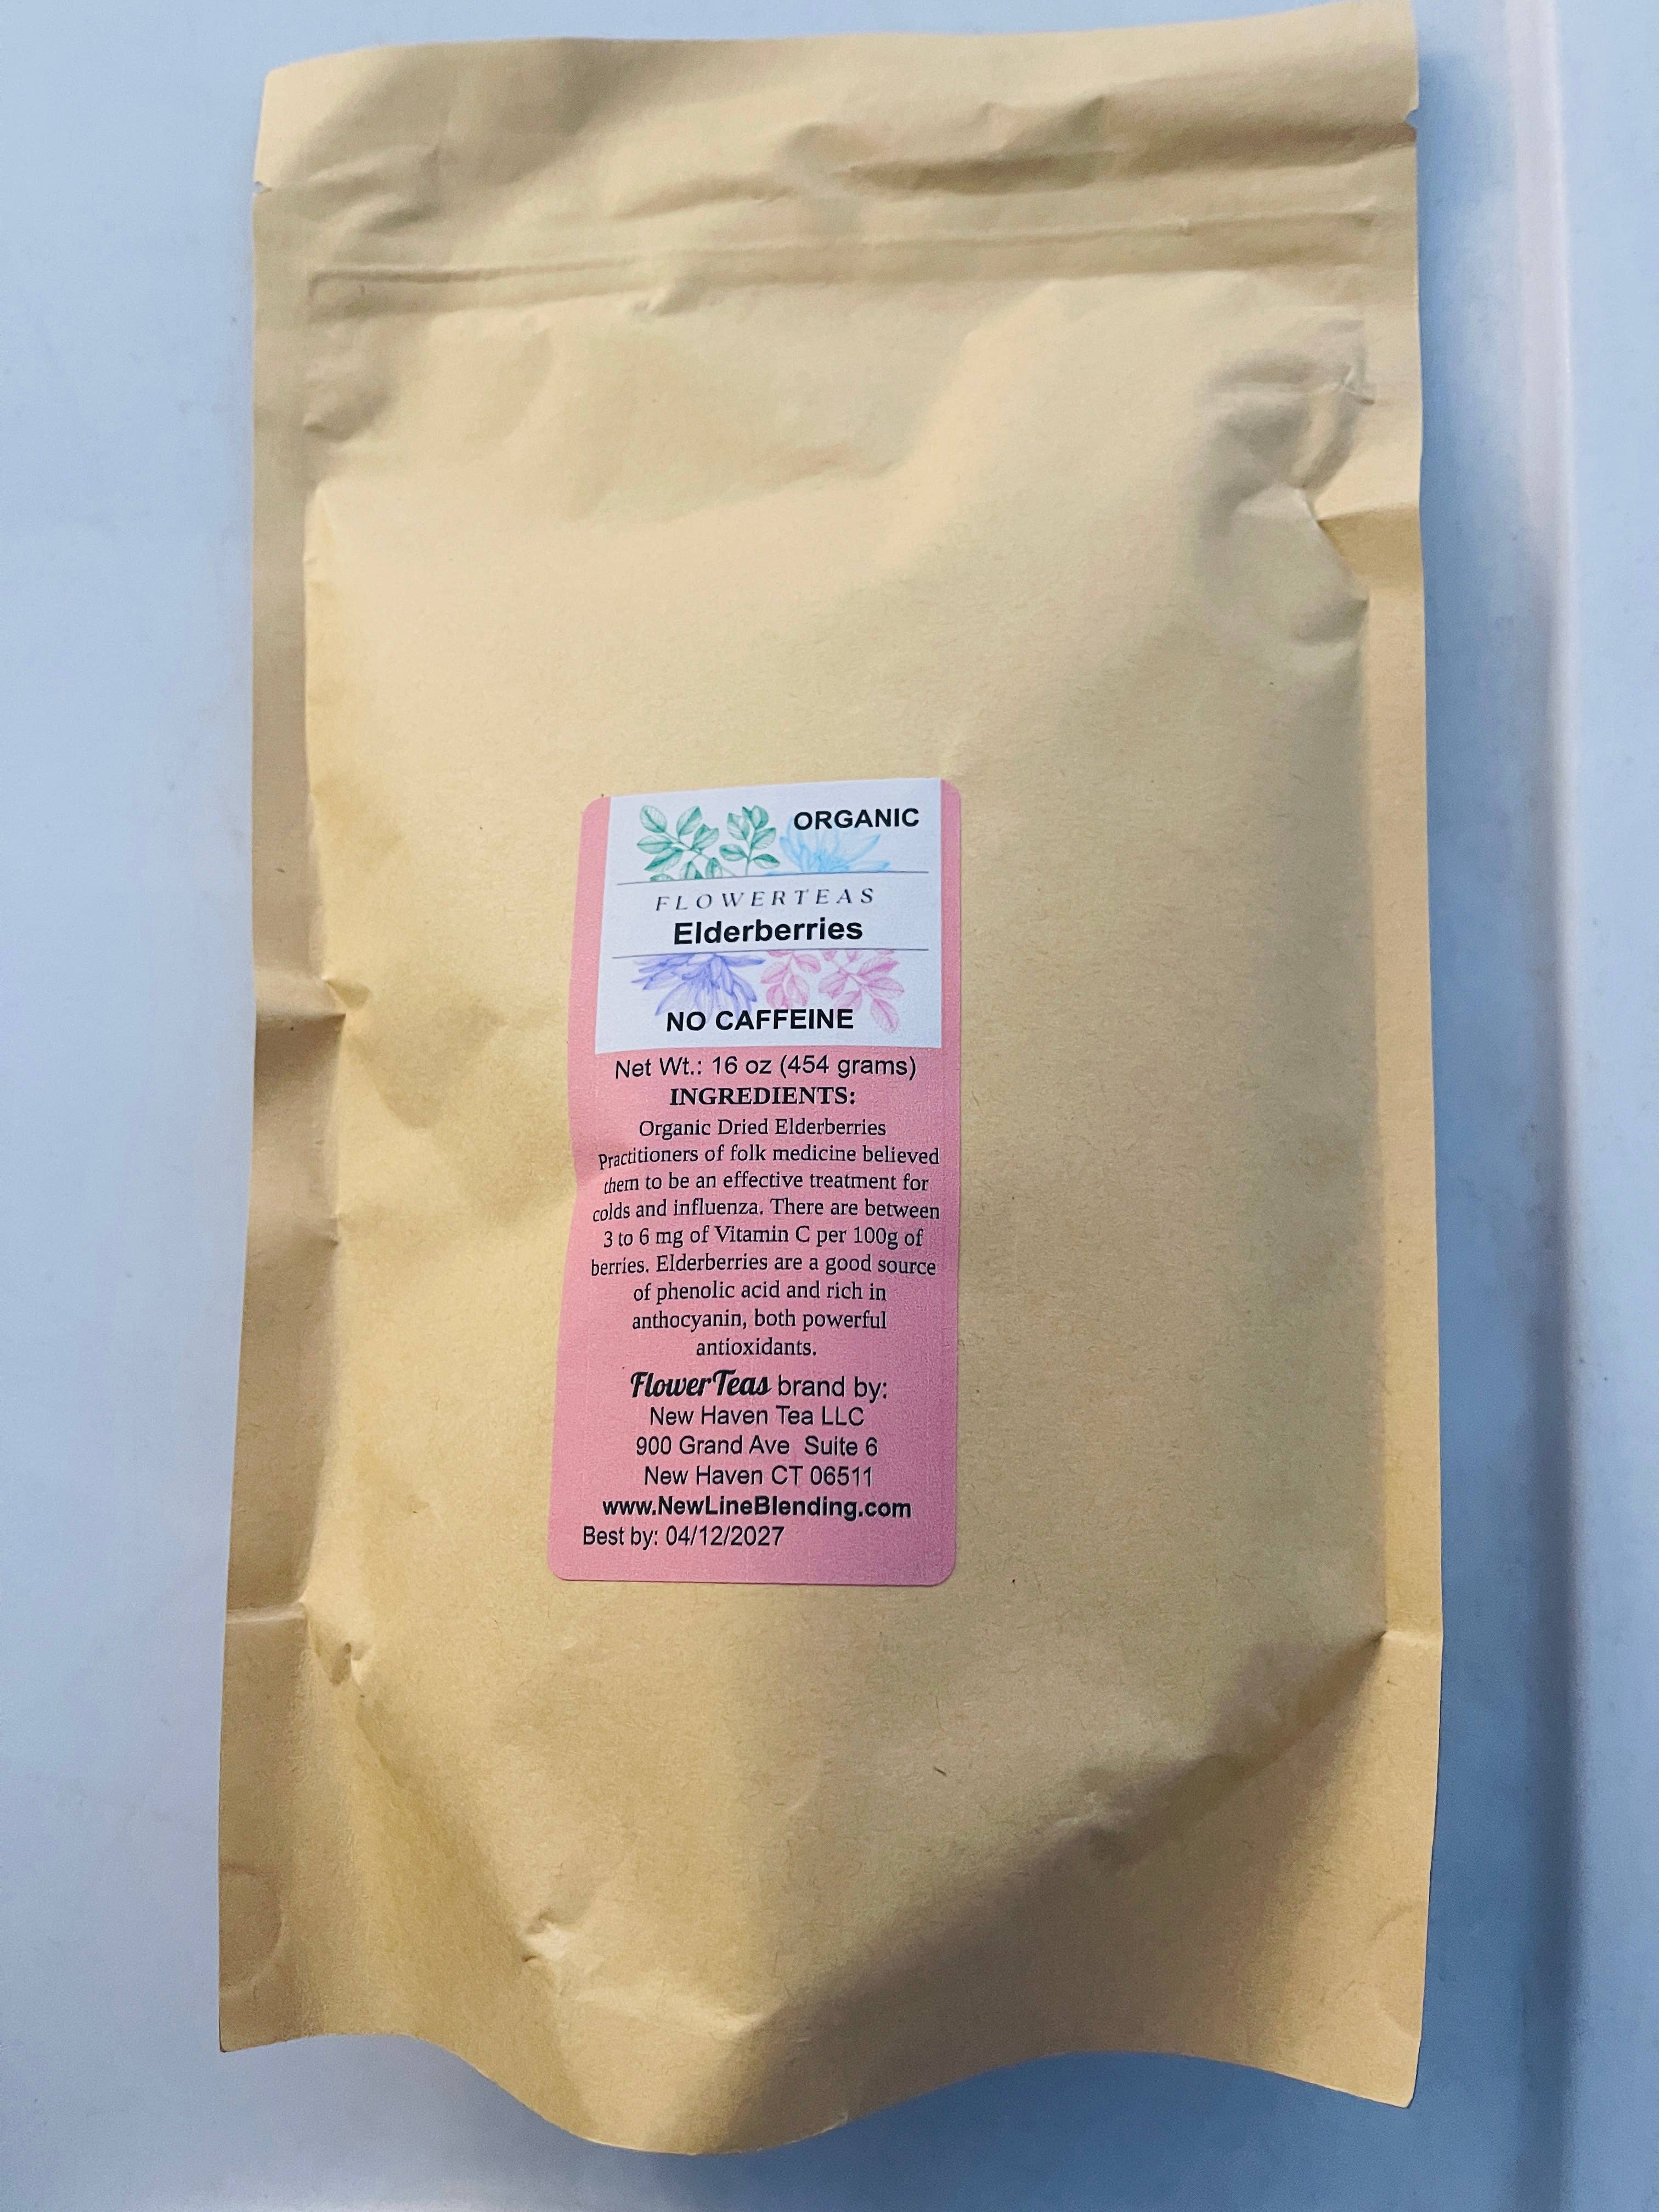 ORGANIC
FLOWERTEAS
Elderberries
NO CAFFEINE
Net Wt.: 16 oz (454 grams)
INGREDIENTS:
Organic Dried Elderberries
Practitioners of folk medicine believed
them to be an effective treatment for
colds and influenza. There are between
3 to 6 mg of Vitamin C per 100g of
berries. Elderberries are a good source
of phenolic acid and rich in
anthocyanin, both powerful
antioxidants.
FlowerTeas brand by:
New Haven Tea LLC
900 Grand Ave Suite 6
New Haven CT 06511
www.NewLineBlending.com
Best by: 04/12/2027